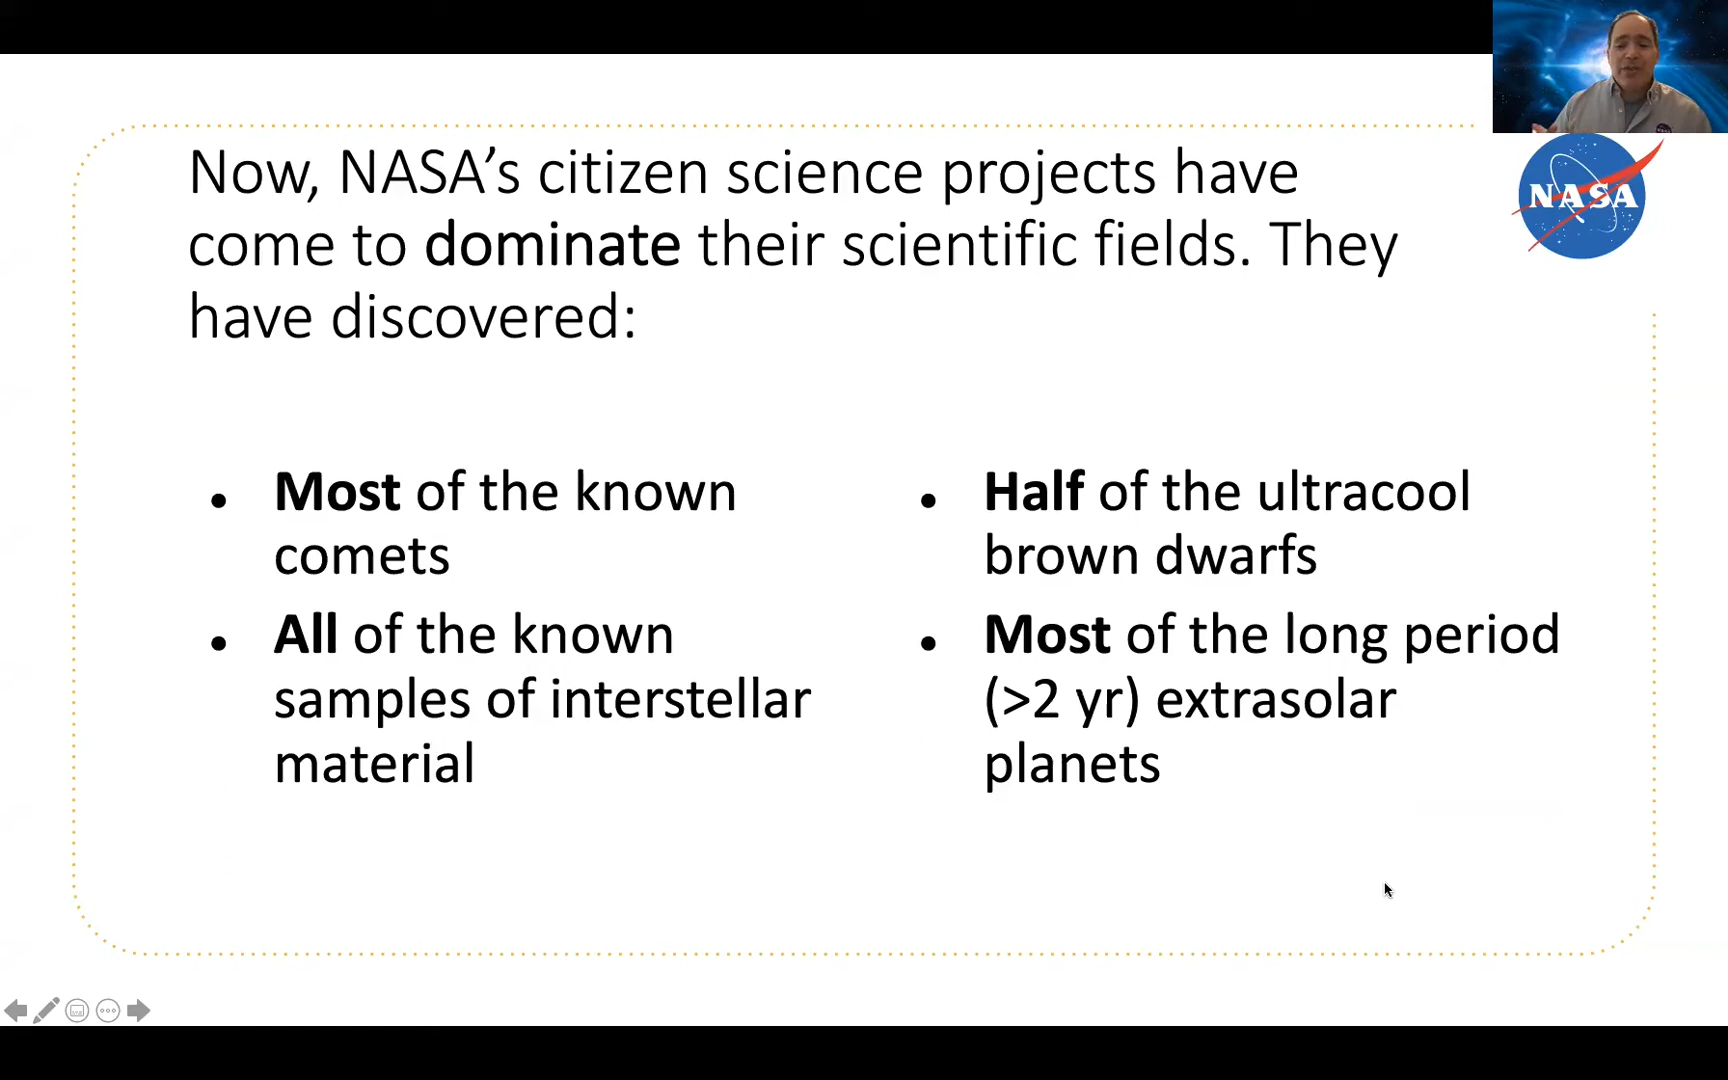 Now, NASA’s citizen science projects have
come to dominate their scientific fields. They
have discovered:
NASA
• Most of the known
comets
• All of the known
samples of interstellar
material
• Half of the ultracool
brown dwarfs
• Most of the long period
(>2 yr) extrasolar
planets